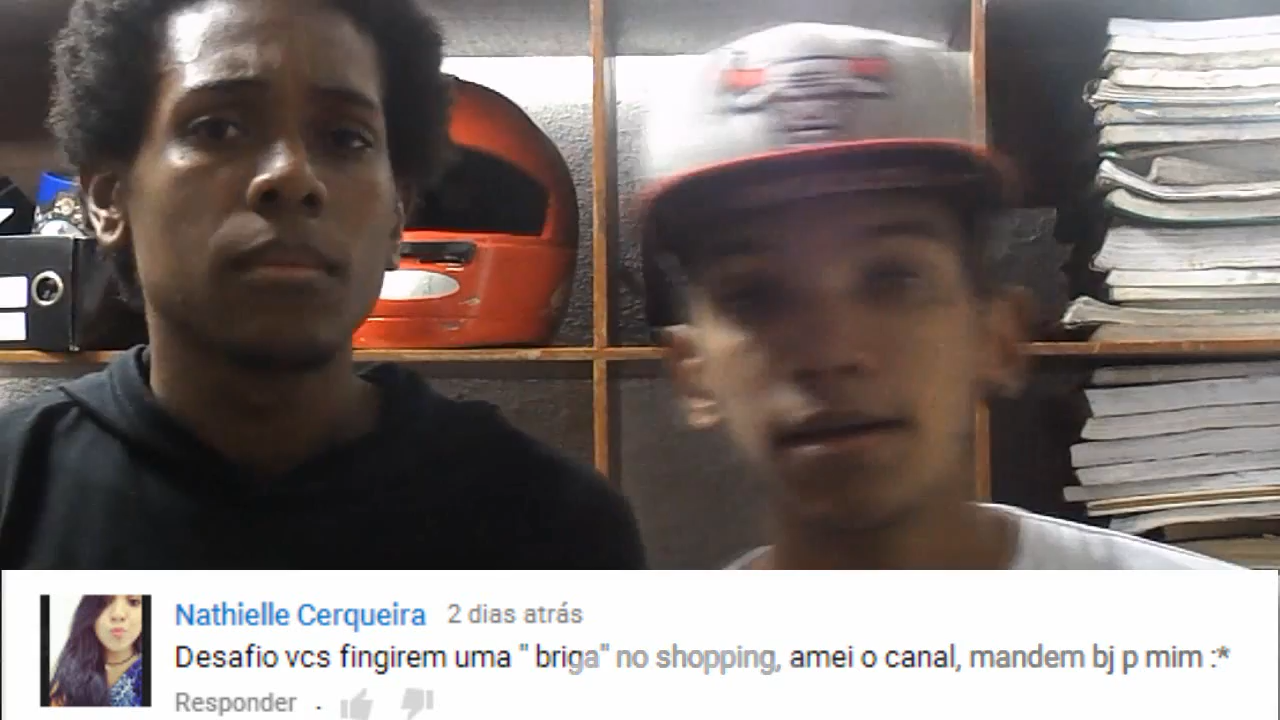 Nathielle Cerqueira 2 dias atrás
Desafio vcs fingirem uma " briga" no shopping, amei o canal, mandem bj p mim :*
Responder .